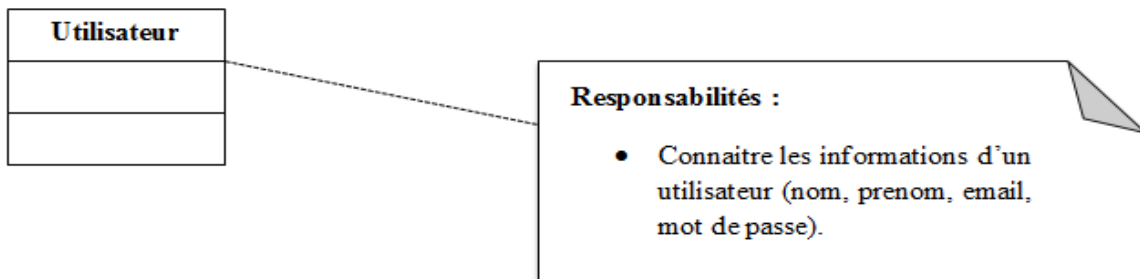 Utilisateur
Responsabilités :
• Connaitre les informations d’un
utilisateur (nom, prenom, email,
mot de passe).